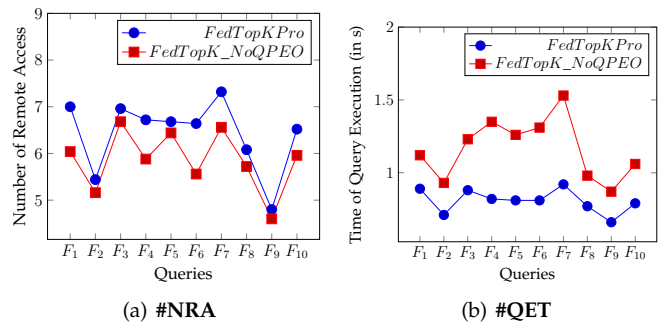 9
8
7
6
5
Number of Remote Access
FedTopKPro
FedTopK_NoQPEO
F1 F2 F3 F4 F5 F6 F7 F8 F9 F10
Queries
(a) #NRA
2
1.5
1
Time of Query Execution (in s)
FedTopKPro
FedTopK_NoQPEO
F1 F2 F3 F4 F5 F6 F7 F8 F9 F10
Queries
(b) #QET